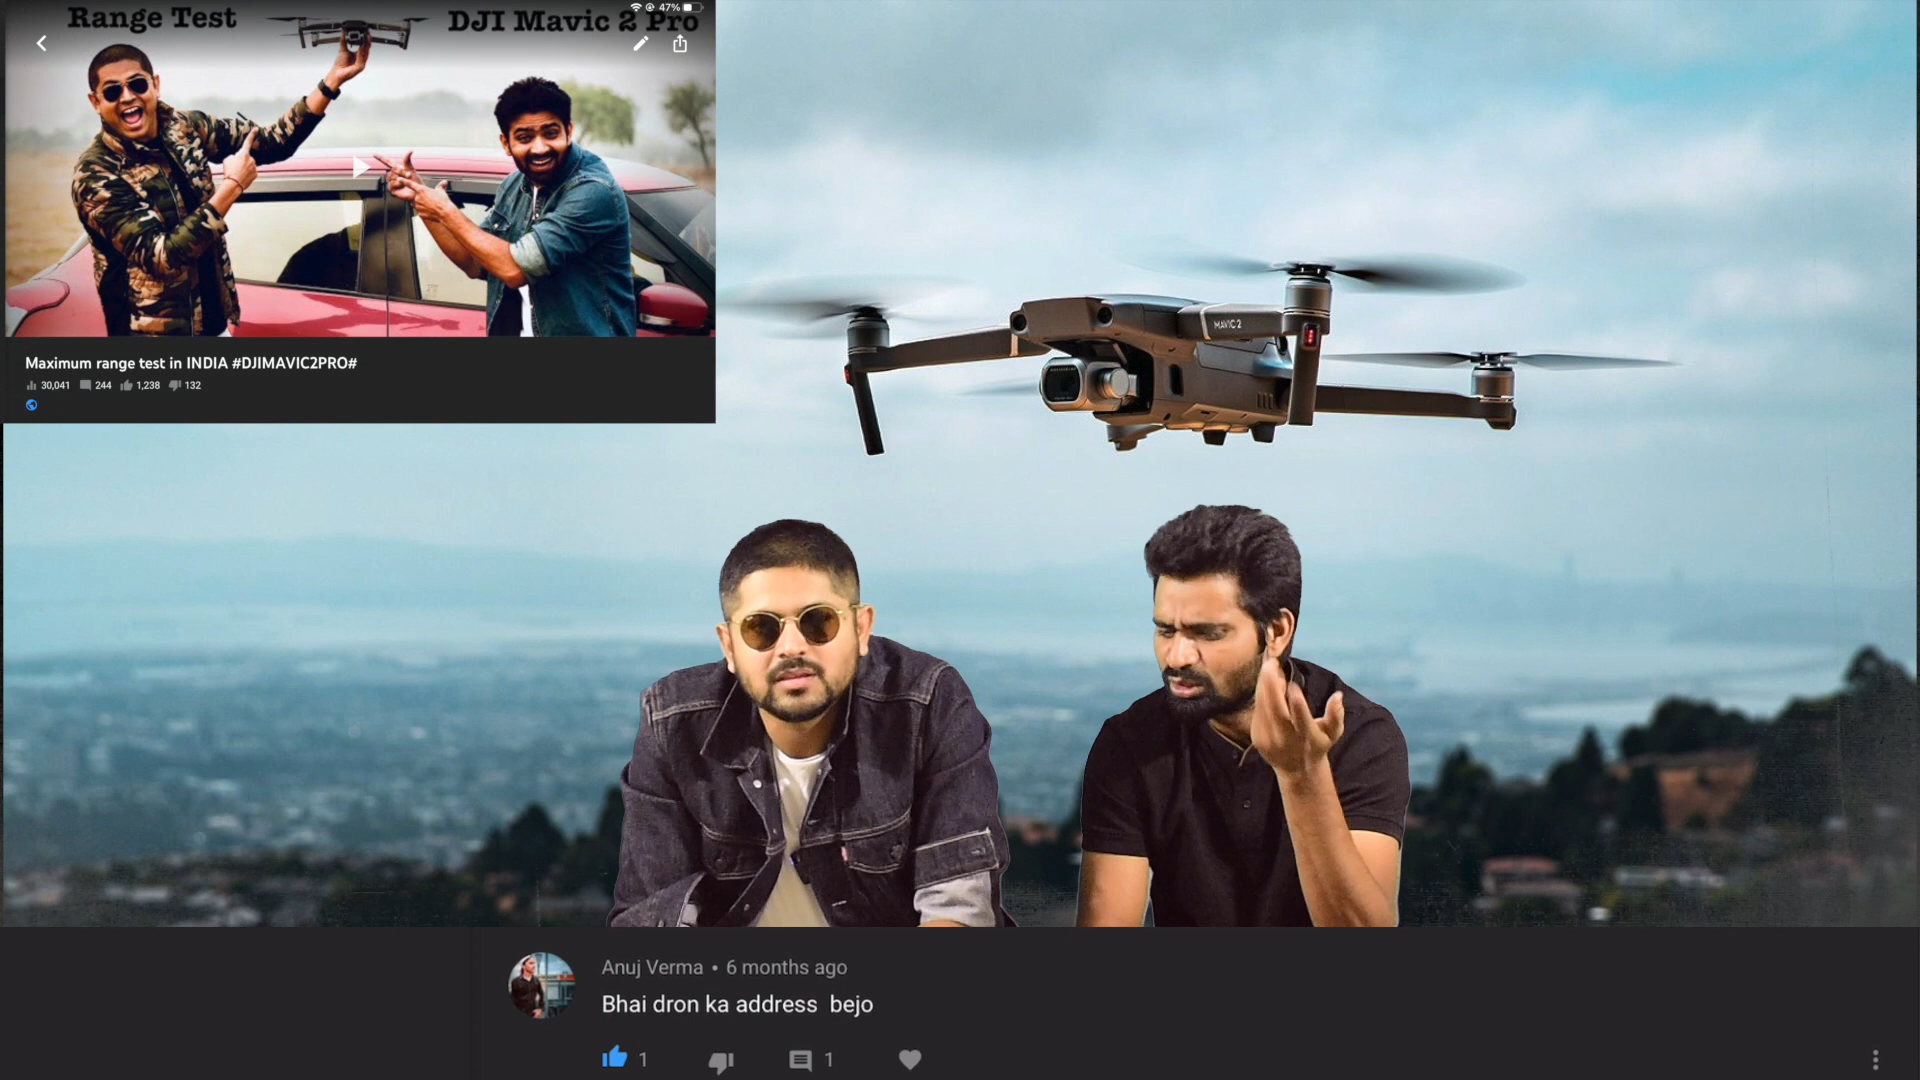 Range Test
DJI Mavic 2 Pro
47%
Maximum range test in INDIA #DJIMAVIC2PRO#
30,041 244 1,238 132
MAVIC 2
Anuj Verma • 6 months ago
Bhai dron ka address bejo
1 1